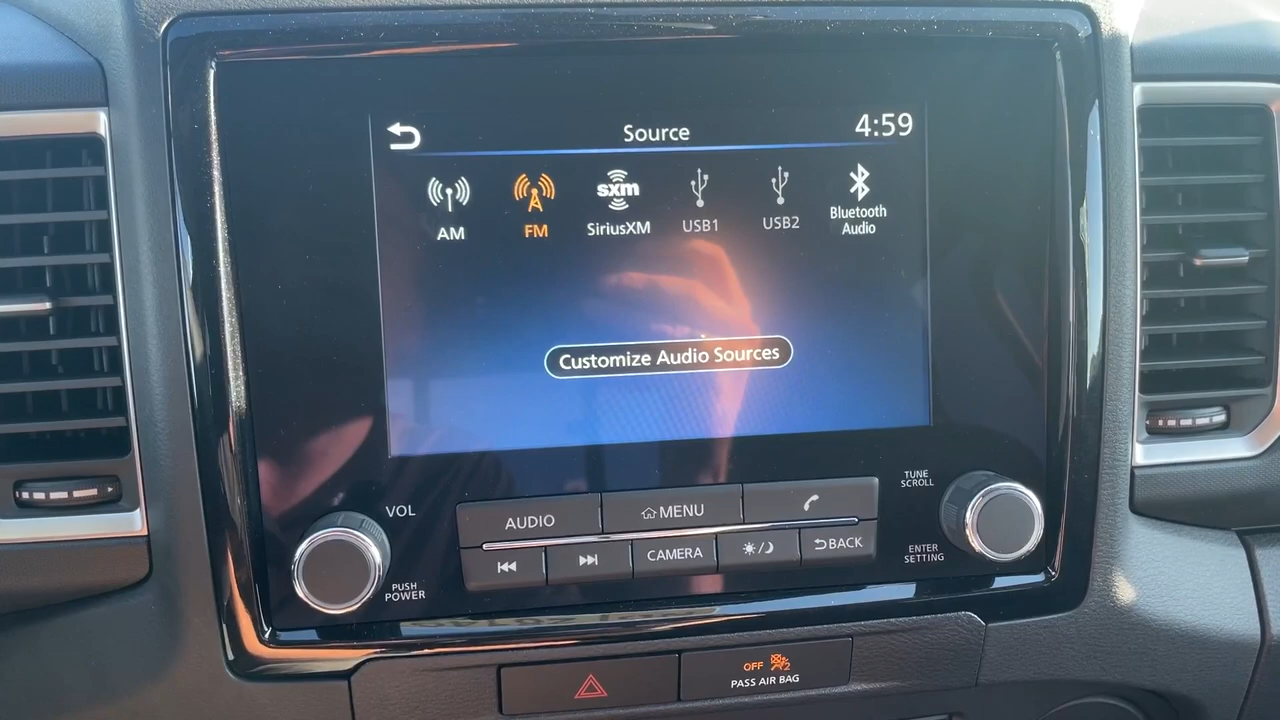 Source
4:59
AM
FM
sxm
SiriusXM
USB1
USB2
Bluetooth
Audio
Customize Audio Sources
VOL
PUSH
POWER
AUDIO
MENU
CAMERA
BACK
TUNE
SCROLL
ENTER
SETTING
OFF 2
PASS AIR BAG